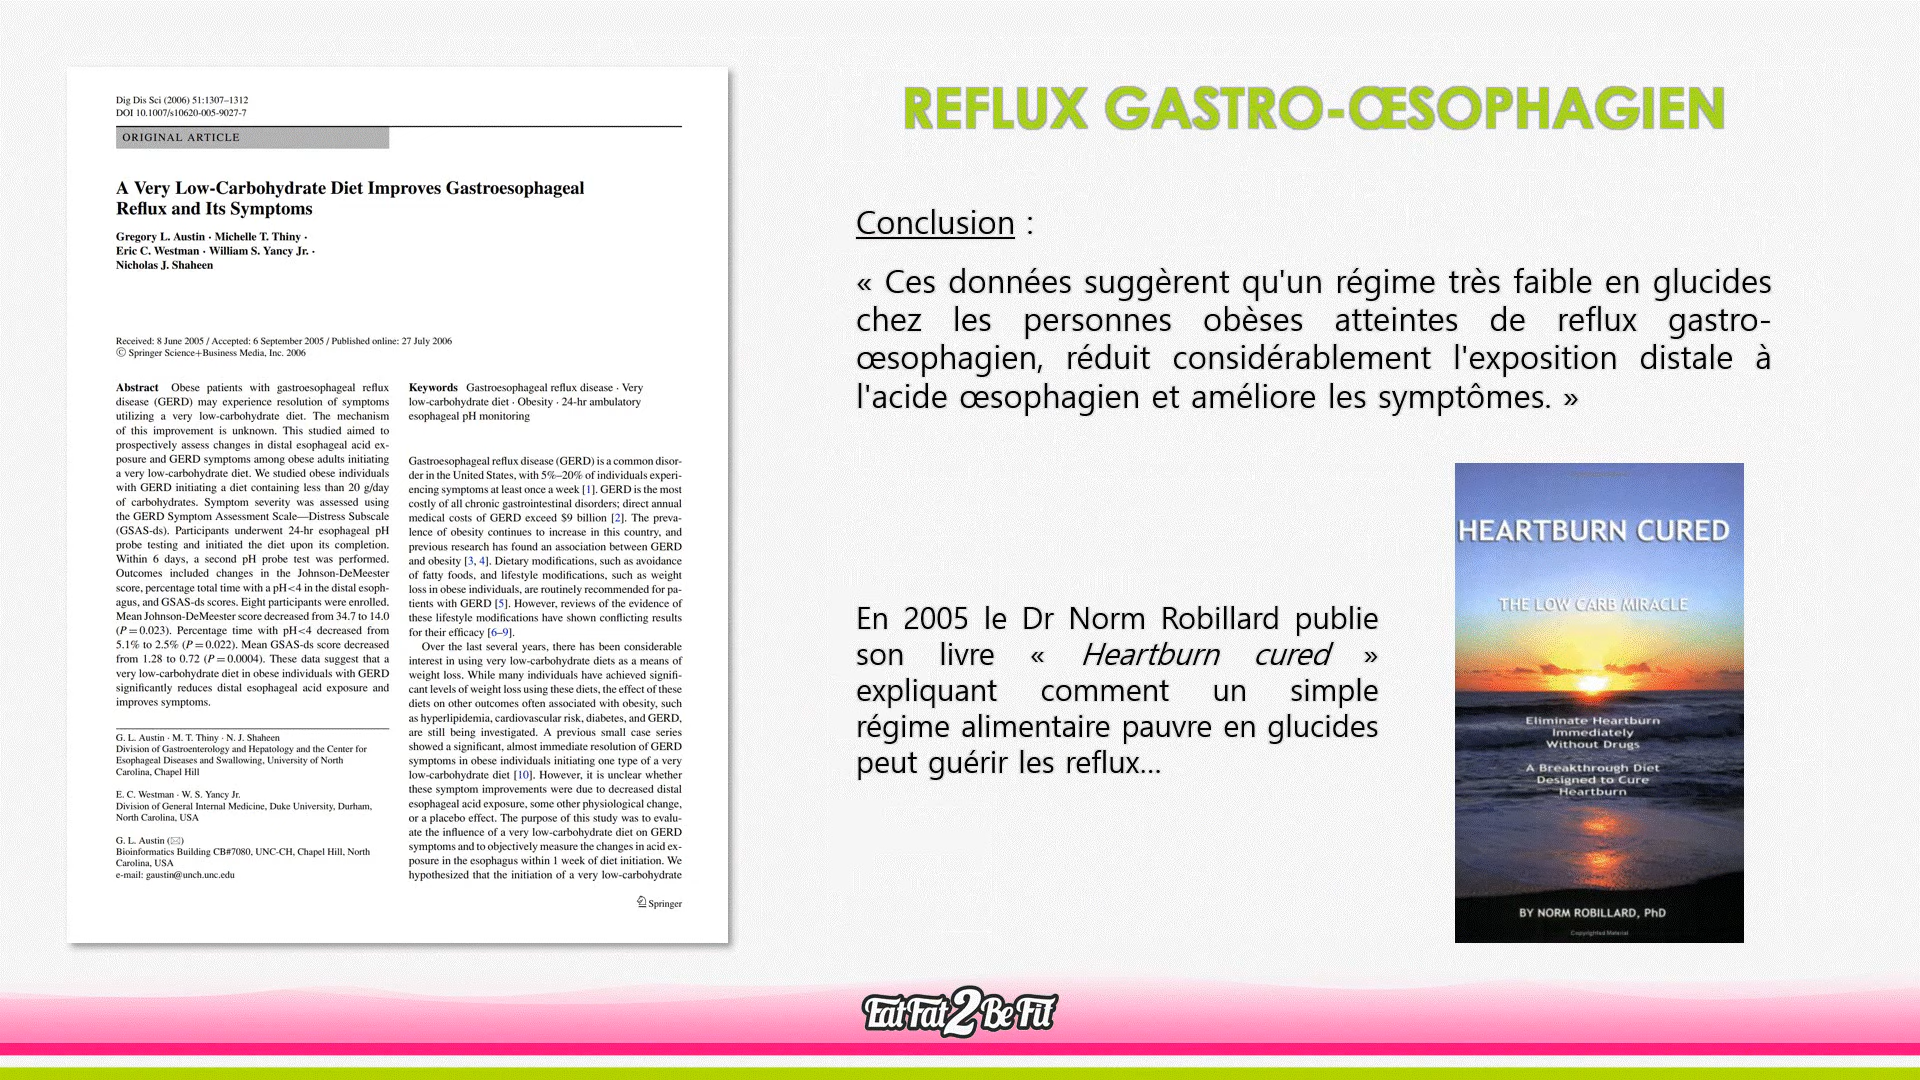 Dig Dis Sci (2006) 51:1307–1312
DOI 10.1007/s10620-005-9027-7
ORIGINAL ARTICLE
A Very Low-Carbohydrate Diet Improves Gastroesophageal
Reflux and Its Symptoms
Gregory L. Austin · Michelle T. Thiny ·
Eric C. Westman · William S. Yancy Jr. ·
Nicholas J. Shaheen
Received: 8 June 2005 / Accepted: 6 September 2005 / Published online: 27 July 2006
© Springer Science+Business Media, Inc. 2006
Abstract Obese patients with gastroesophageal reflux
disease (GERD) may experience resolution of symptoms
utilizing a very low-carbohydrate diet. The mechanism
of this improvement is unknown. This studied aimed to
prospectively assess changes in distal esophageal acid ex-
posure and GERD symptoms among obese adults initiating
a very low-carbohydrate diet. We studied obese individuals
with GERD initiating a diet containing less than 20 g/day
of carbohydrates. Symptom severity was assessed using
the GERD Symptom Assessment Scale—Distress Subscale
(GSAS-ds). Participants underwent 24-hr esophageal pH
probe testing and initiated the diet upon its completion.
Within 6 days, a second pH probe test was performed.
Outcomes included changes in the Johnson-DeMeester
score, percentage total time with a pH<4 in the distal esoph-
agus, and GSAS-ds scores. Eight participants were enrolled.
Mean Johnson-DeMeester score decreased from 34.7 to 14.0
(P = 0.023). Percentage time with pH<4 decreased from
5.1% to 2.5% (P = 0.022). Mean GSAS-ds score decreased
from 1.28 to 0.72 (P = 0.0004). These data suggest that a
very low-carbohydrate diet in obese individuals with GERD
significantly reduces distal esophageal acid exposure and
improves symptoms.
G. L. Austin · M. T. Thiny · N. J. Shaheen
Division of Gastroenterology and Hepatology and the Center for
Esophageal Diseases and Swallowing, University of North
Carolina, Chapel Hill
E. C. Westman · W. S. Yancy Jr.
Division of General Internal Medicine, Duke University, Durham,
North Carolina, USA
G. L. Austin (✉)
Bioinformatics Building CB#7080, UNC-CH, Chapel Hill, North
Carolina, USA
e-mail: gaustin@unch.unc.edu
Keywords Gastroesophageal reflux disease · Very
low-carbohydrate diet · Obesity · 24-hr ambulatory
esophageal pH monitoring
Gastroesophageal reflux disease (GERD) is a common disor-
der in the United States, with 5%–20% of individuals experi-
encing symptoms at least once a week [1]. GERD is the most
costly of all chronic gastrointestinal disorders; direct annual
medical costs of GERD exceed $9 billion [2]. The preva-
lence of obesity continues to increase in this country, and
previous research has found an association between GERD
and obesity [3, 4]. Dietary modifications, such as avoidance
of fatty foods, and lifestyle modifications, such as weight
loss in obese individuals, are routinely recommended for pa-
tients with GERD [5]. However, reviews of the evidence of
these lifestyle modifications have shown conflicting results
for their efficacy [6–9].
Over the last several years, there has been considerable
interest in using very low-carbohydrate diets as a means of
weight loss. While many individuals have achieved signifi-
cant levels of weight loss using these diets, the effect of these
diets on other outcomes often associated with obesity, such
as hyperlipidemia, cardiovascular risk, diabetes, and GERD,
are still being investigated. A previous small case series
showed a significant, almost immediate resolution of GERD
symptoms in obese individuals initiating one type of a very
low-carbohydrate diet [10]. However, it is unclear whether
these symptom improvements were due to decreased distal
esophageal acid exposure, some other physiological change,
or a placebo effect. The purpose of this study was to evalu-
ate the influence of a very low-carbohydrate diet on GERD
symptoms and to objectively measure the changes in acid ex-
posure in the esophagus within 1 week of diet initiation. We
hypothesized that the initiation of a very low-carbohydrate
Springer
REFLUX GASTRO-ŒSOPHAGIEN
Conclusion :
« Ces données suggèrent qu'un régime très faible en glucides
chez les personnes obèses atteintes de reflux gastro-
œsophagien, réduit considérablement l'exposition distale à
l'acide œsophagien et améliore les symptômes. »
En 2005 le Dr Norm Robillard publie
son livre « Heartburn cured »
expliquant comment un simple
régime alimentaire pauvre en glucides
peut guérir les reflux...
HEARTBURN CURED
THE LOW CARB MIRACLE
Eliminate Heartburn
Immediately
Without Drugs
A Breakthrough Diet
Designed to Cure
Heartburn
BY NORM ROBILLARD, PhD
Copyrighted Material
Eat Fat 2 Be Fit